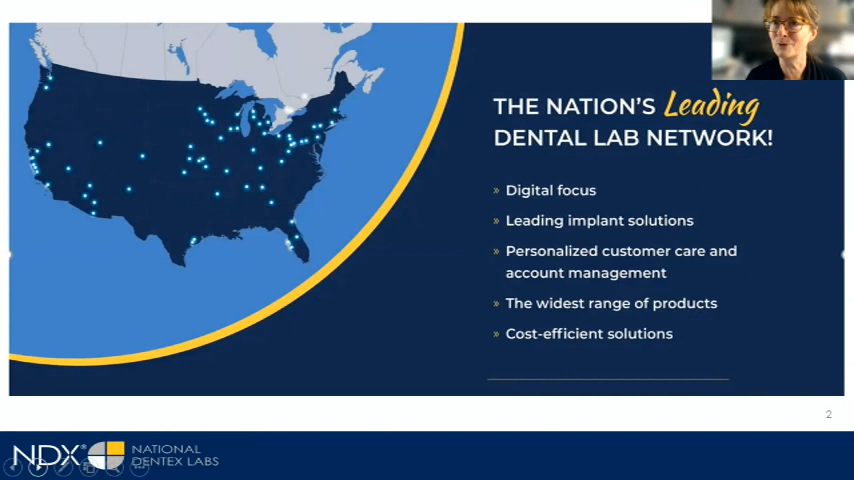 THE NATION'S Leading
DENTAL LAB NETWORK!
» Digital focus
» Leading implant solutions
» Personalized customer care and
account management
» The widest range of products
» Cost-efficient solutions
2
NDX® NATIONAL
DENTEX LABS